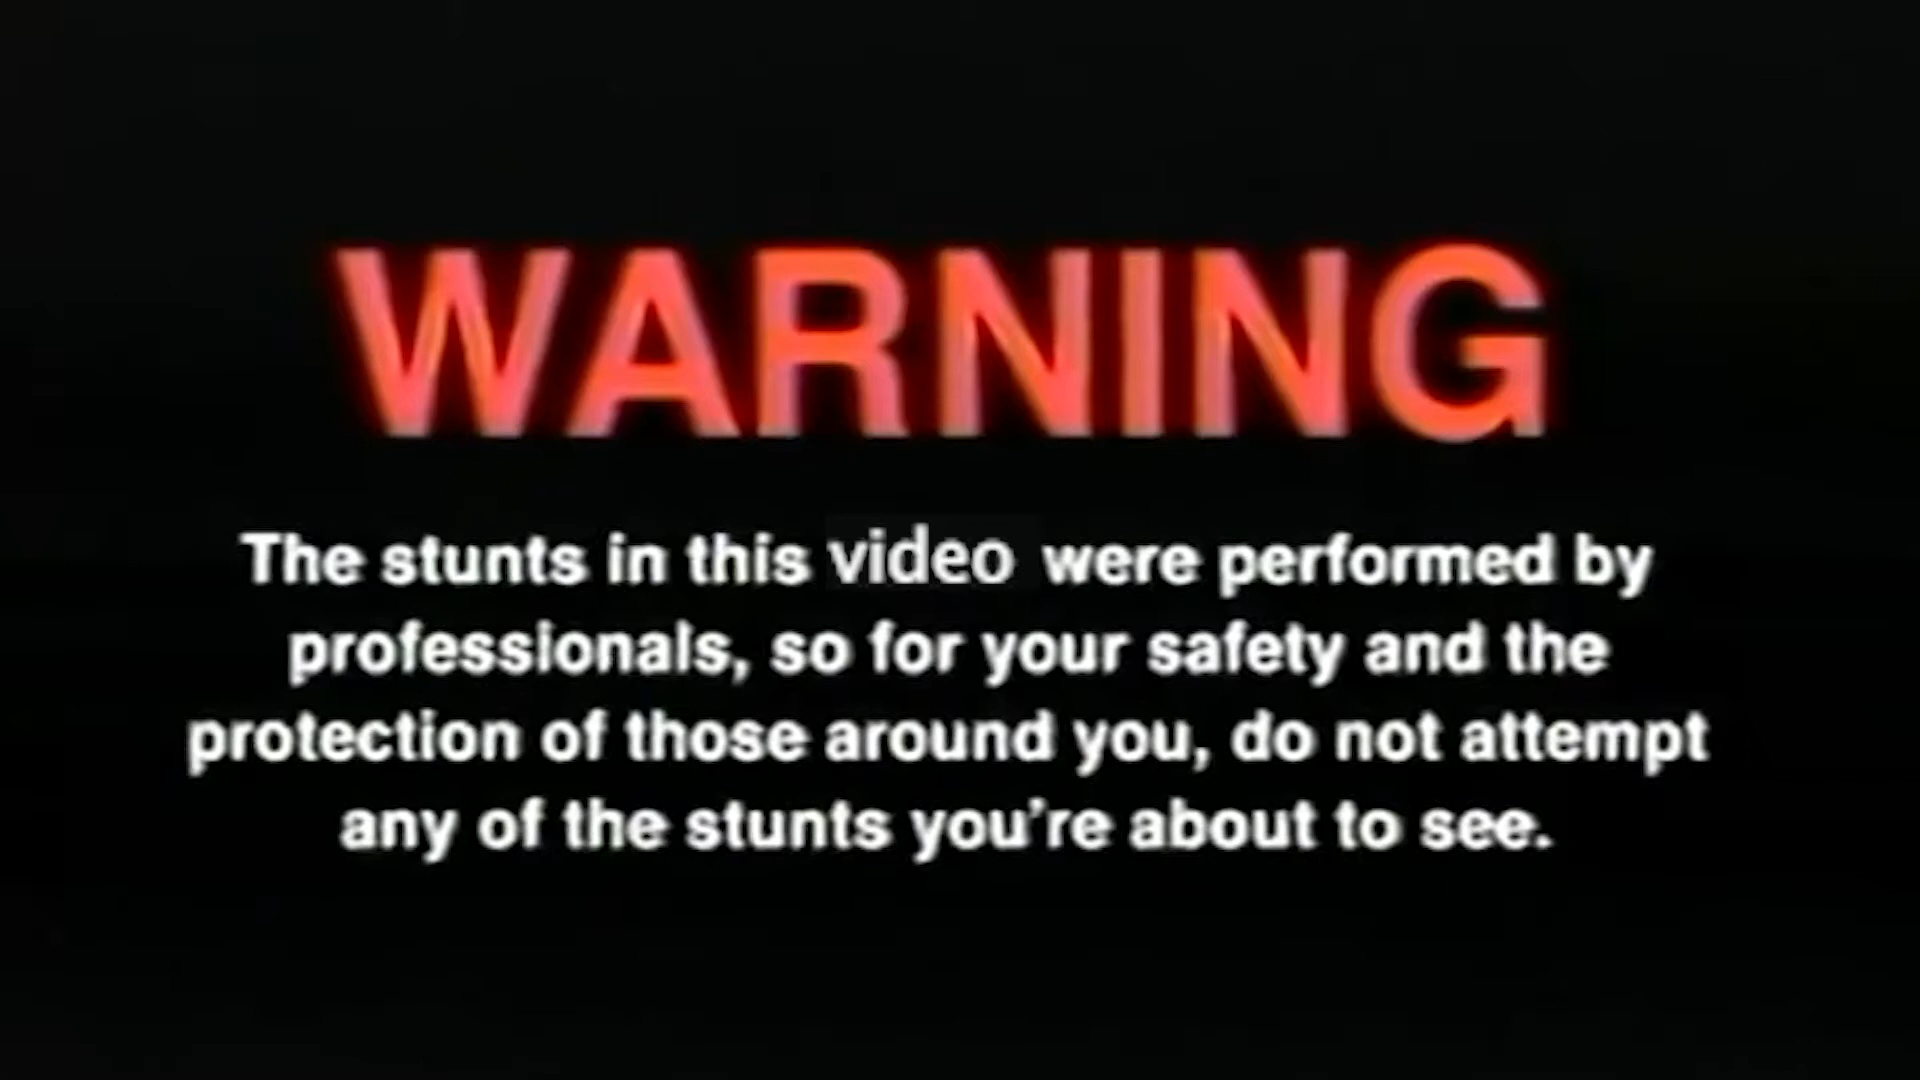 WARNING
The stunts in this video were performed by
professionals, so for your safety and the
protection of those around you, do not attempt
any of the stunts you're about to see.